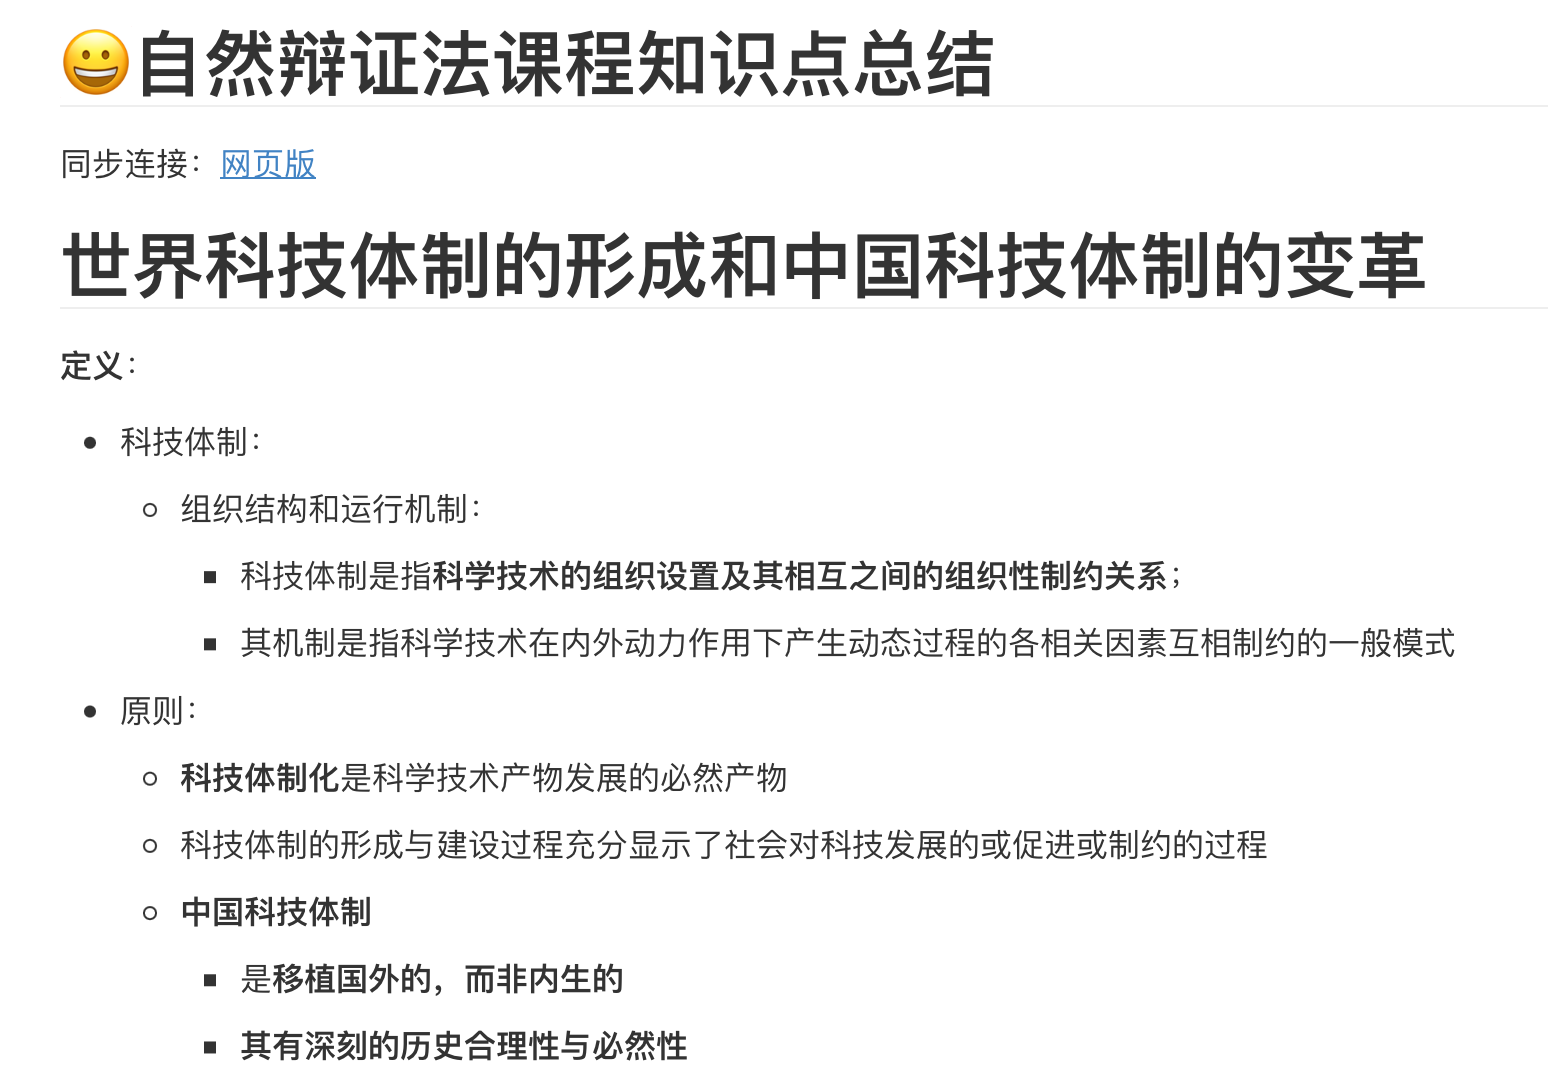 😀自然辩证法课程知识点总结
同步连接：网页版
世界科技体制的形成和中国科技体制的变革
定义：
科技体制：
组织结构和运行机制：
科技体制是指科学技术的组织设置及其相互之间的组织性制约关系；
其机制是指科学技术在内外动力作用下产生动态过程的各相关因素互相制约的一般模式
原则：
科技体制化是科学技术产物发展的必然产物
科技体制的形成与建设过程充分显示了社会对科技发展的或促进或制约的过程
中国科技体制
是移植国外的，而非内生的
其有深刻的历史合理性与必然性